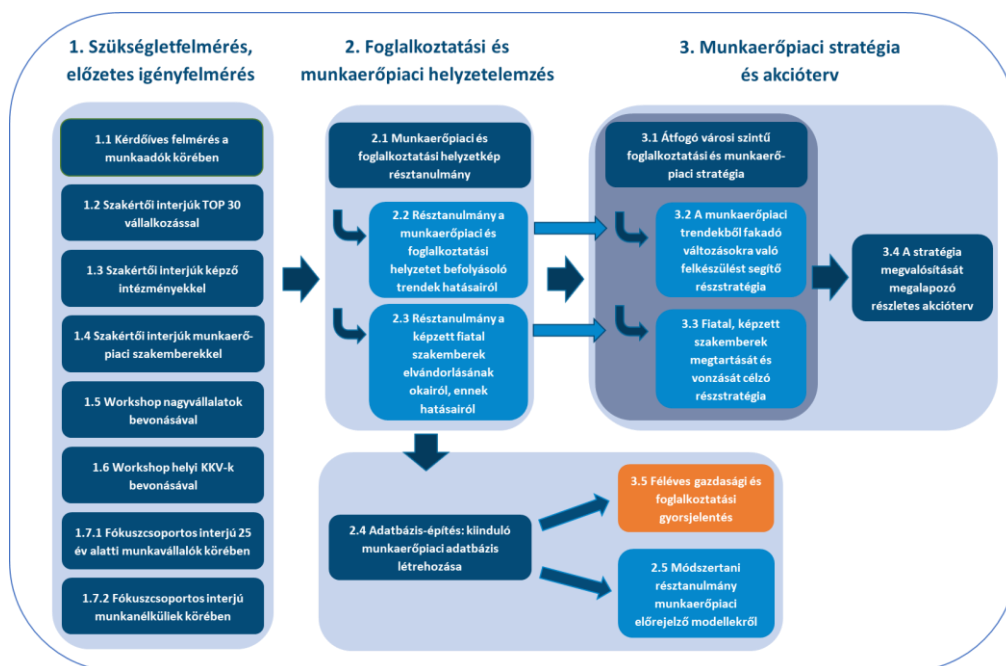 1. Szükségletfelmérés,
előzetes igényfelmérés
1.1 Kérdőíves felmérés a
munkaadók körében
1.2 Szakértői interjúk TOP 30
vállalkozással
1.3 Szakértői interjúk képző
intézményekkel
1.4 Szakértői interjúk munkaerő-
piaci szakemberekkel
1.5 Workshop nagyvállalatok
bevonásával
1.6 Workshop helyi KKV-k
bevonásával
1.7.1 Fókuszcsoportos interjú 25
év alatti munkavállalók körében
1.7.2 Fókuszcsoportos interjú
munkanélküliek körében
2. Foglalkoztatási és
munkaerőpiaci helyzetelemzés
2.1 Munkaerőpiaci és
foglalkoztatási helyzetkép
résztanulmány
2.2 Résztanulmány a
munkaerőpiaci és
foglalkoztatási
helyzetet befolyásoló
trendek hatásairól
2.3 Résztanulmány a
képzett fiatal
szakemberek
elvándorlásának
okairól, ennek
hatásairól
2.4 Adatbázis-építés: kiinduló
munkaerőpiaci adatbázis
létrehozása
3. Munkaerőpiaci stratégia
és akcióterv
3.1 Átfogó városi szintű
foglalkoztatási és munkaerő-
piaci stratégia
3.2 A munkaerőpiaci
trendekből fakadó
változásokra való
felkészülést segítő
részstratégia
3.3 Fiatal, képzett
szakemberek
megtartását és
vonzását célzó
részstratégia
3.4 A stratégia
megvalósítását
megalapozó
részletes akcióterv
3.5 Féléves gazdasági és
foglalkoztatási
gyorsjelentés
2.5 Módszertani
résztanulmány
munkaerőpiaci
előrejelző modellekről